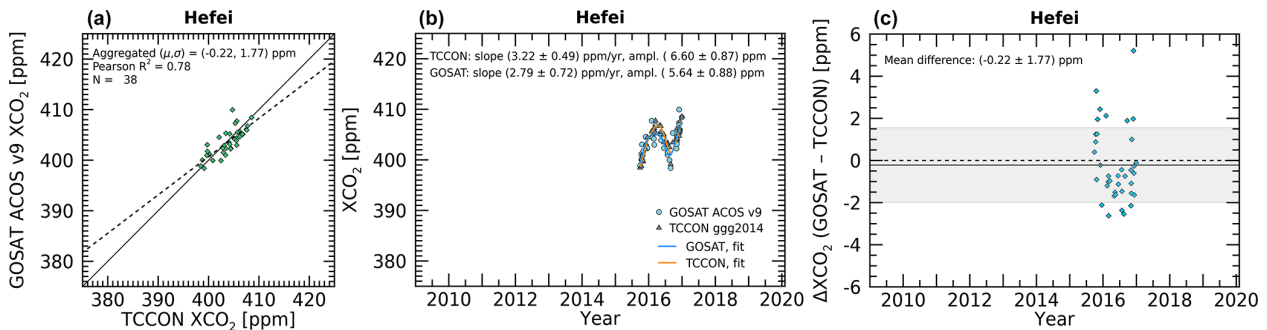 (a)
Hefei
Aggregated (μ,σ) = (-0.22, 1.77) ppm
Pearson R² = 0.78
N = 38
GOSAT ACOS v9 XCO₂ [ppm]
420
410
400
390
380
380 390 400 410 420
TCCON XCO₂ [ppm]
(b)
Hefei
TCCON: slope (3.22 ± 0.49) ppm/yr, ampl. ( 6.60 ± 0.87) ppm
GOSAT: slope (2.79 ± 0.72) ppm/yr, ampl. ( 5.64 ± 0.88) ppm
XCO₂ [ppm]
420
410
400
390
380
GOSAT ACOS v9
TCCON ggg2014
GOSAT, fit
TCCON, fit
2010 2012 2014 2016 2018 2020
Year
(c)
Hefei
Mean difference: (-0.22 ± 1.77) ppm
ΔXCO₂ (GOSAT − TCCON) [ppm]
6
4
2
0
-2
-4
-6
2010 2012 2014 2016 2018 2020
Year